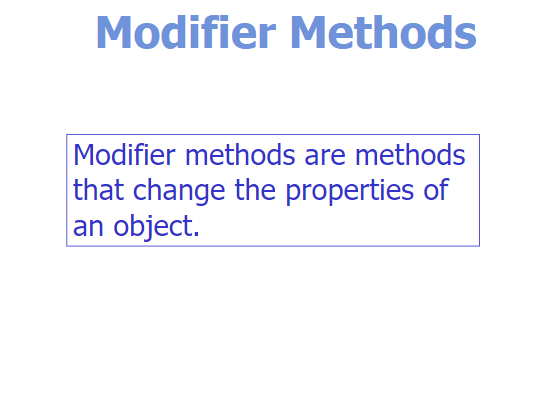 Modifier Methods
Modifier methods are methods
that change the properties of
an object.